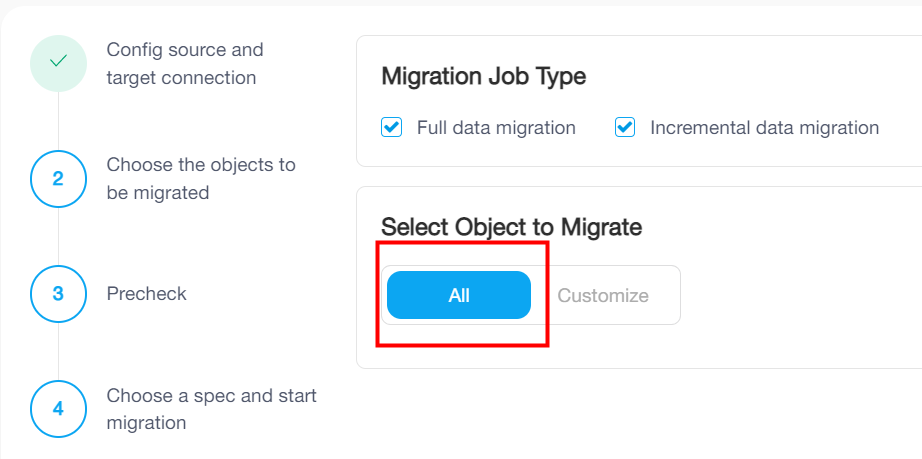 Config source and
target connection
2
Choose the objects to
be migrated
3
Precheck
4
Choose a spec and start
migration
Migration Job Type
Full data migration
Incremental data migration
Select Object to Migrate
All
Customize